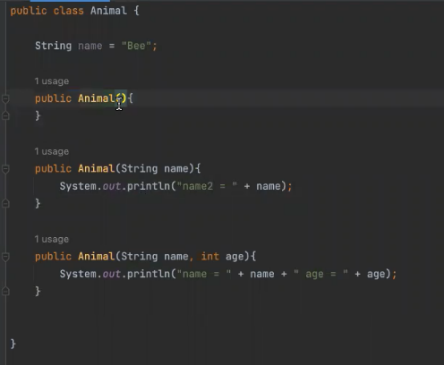 public class Animal {
String name = "Bee";
1 usage
public Animal(){
}
1 usage
public Animal(String name){
System.out.println("name2 = " + name);
}
1 usage
public Animal(String name, int age){
System.out.println("name = " + name + " age = " + age);
}
}